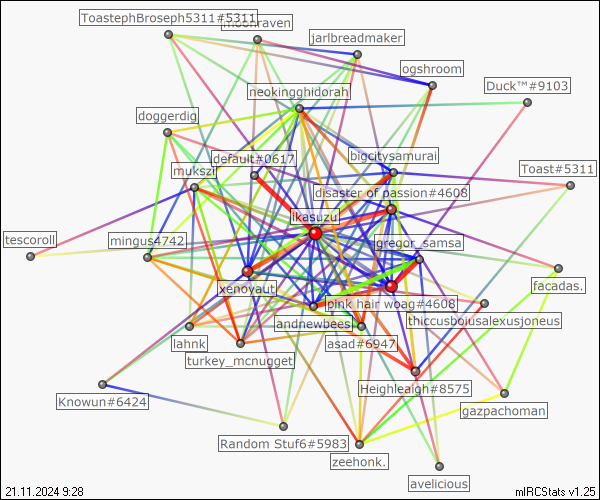 ToastephBroseph5311#5311
moonraven
jarlbreadmaker
ogshroom
neokingghidorah
Duck™#9103
doggerdig
default#0617
bigcitysamurai
mukszi
Toast#5311
disaster of passion#4608
ikasuzu
tescoroll
mingus4742
gregor_samsa
xenovaut
facadas.
pink hair woag#4608
thiccusboiusalexusjoneus
andnewbees
lahnk
asad#6947
turkey_mcnugget
Heighleaigh#8575
Knowun#6424
gazpachoman
Random Stuf6#5983
zeehonk.
avelicious
21.11.2024 9:28
mIRCStats v1.25